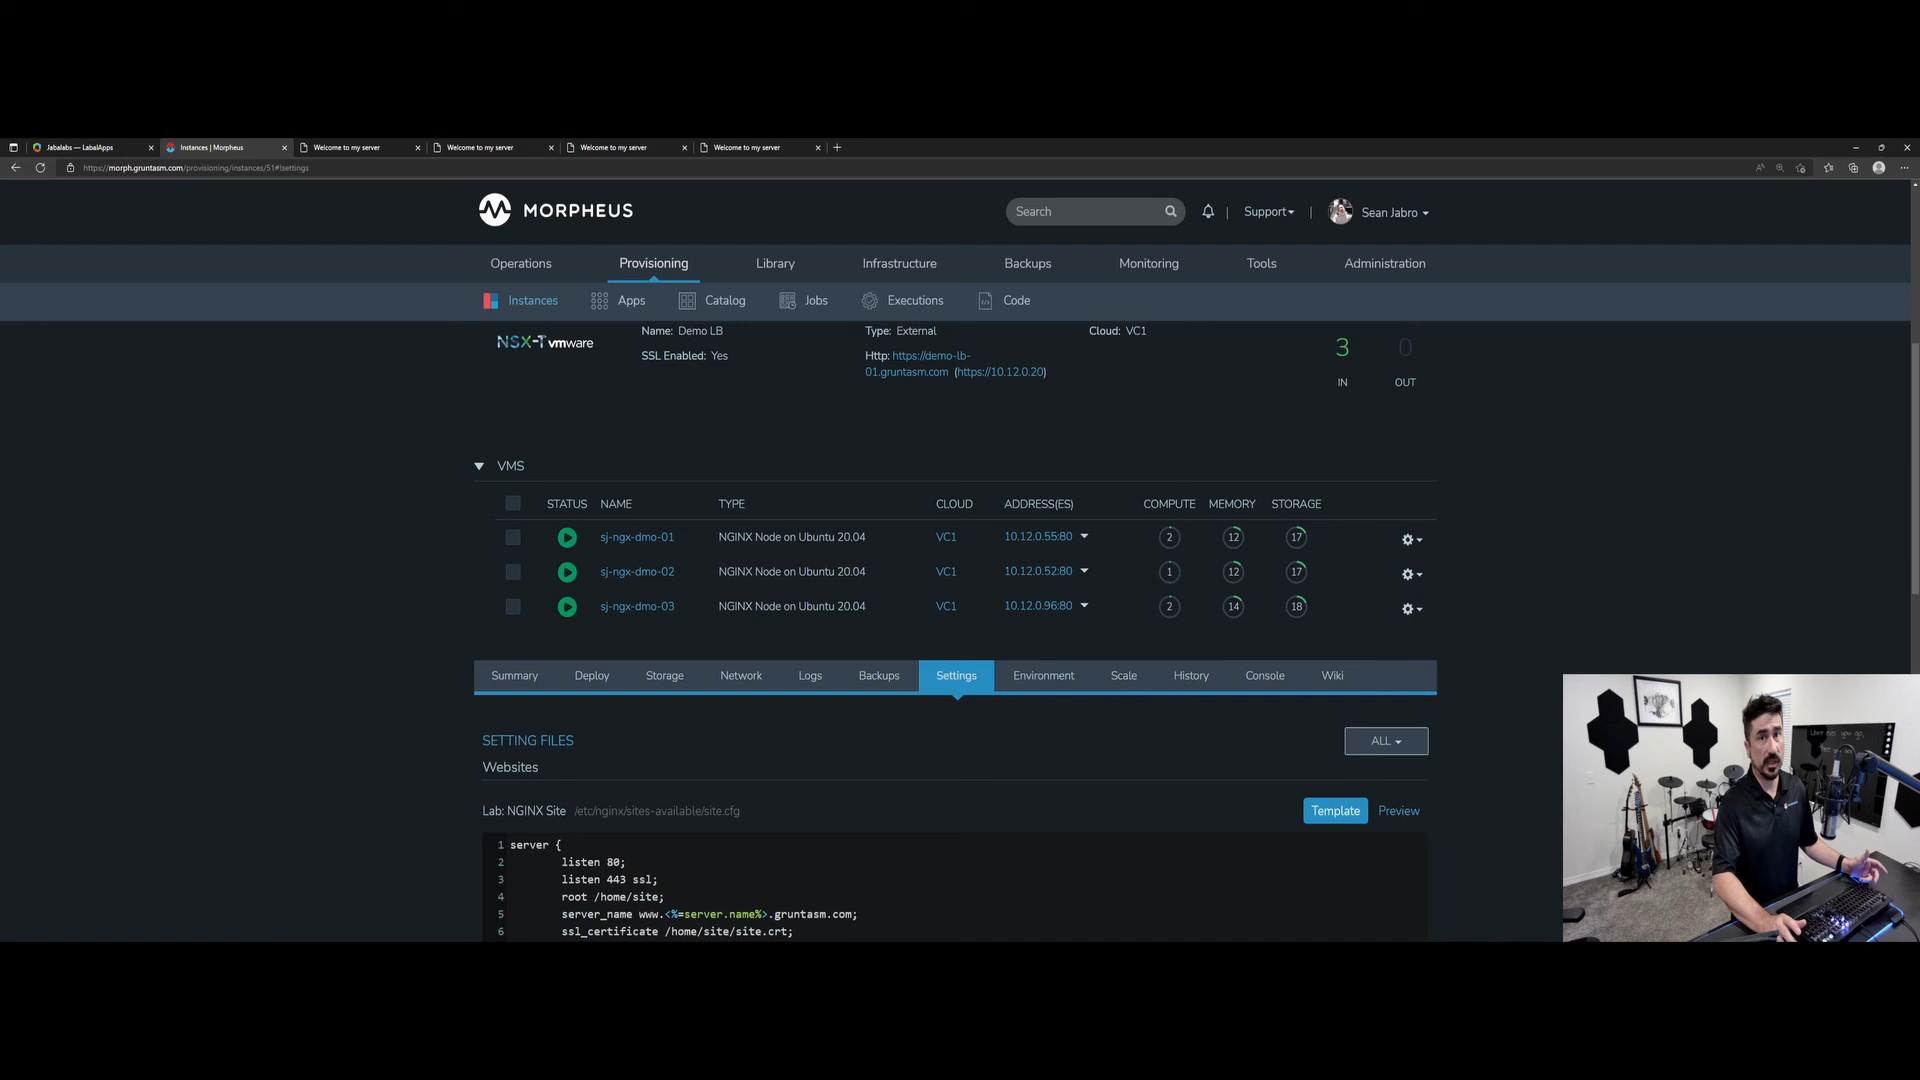 Jabalabs — LabalApps
Instances | Morpheus
Welcome to my server
Welcome to my server
Welcome to my server
Welcome to my server
https://morph.gruntasm.com/provisioning/instances/51#!settings
MORPHEUS
Search
Support
Sean Jabro
Operations
Provisioning
Library
Infrastructure
Backups
Monitoring
Tools
Administration
Instances
Apps
Catalog
Jobs
Executions
Code
NSX-T vmware
Name: Demo LB
Type: External
Cloud: VC1
SSL Enabled: Yes
Http: https://demo-lb-
01.gruntasm.com (https://10.12.0.20)
3
0
IN
OUT
VMS
STATUS NAME TYPE CLOUD ADDRESS(ES) COMPUTE MEMORY STORAGE
sj-ngx-dmo-01 NGINX Node on Ubuntu 20.04 VC1 10.12.0.55:80 2 12 17
sj-ngx-dmo-02 NGINX Node on Ubuntu 20.04 VC1 10.12.0.52:80 1 12 17
sj-ngx-dmo-03 NGINX Node on Ubuntu 20.04 VC1 10.12.0.96:80 2 14 18
Summary
Deploy
Storage
Network
Logs
Backups
Settings
Environment
Scale
History
Console
Wiki
SETTING FILES
ALL
Websites
Lab: NGINX Site /etc/nginx/sites-available/site.cfg
Template
Preview
1 server {
2 listen 80;
3 listen 443 ssl;
4 root /home/site;
5 server_name www.<%=server.name%>.gruntasm.com;
6 ssl_certificate /home/site/site.crt;